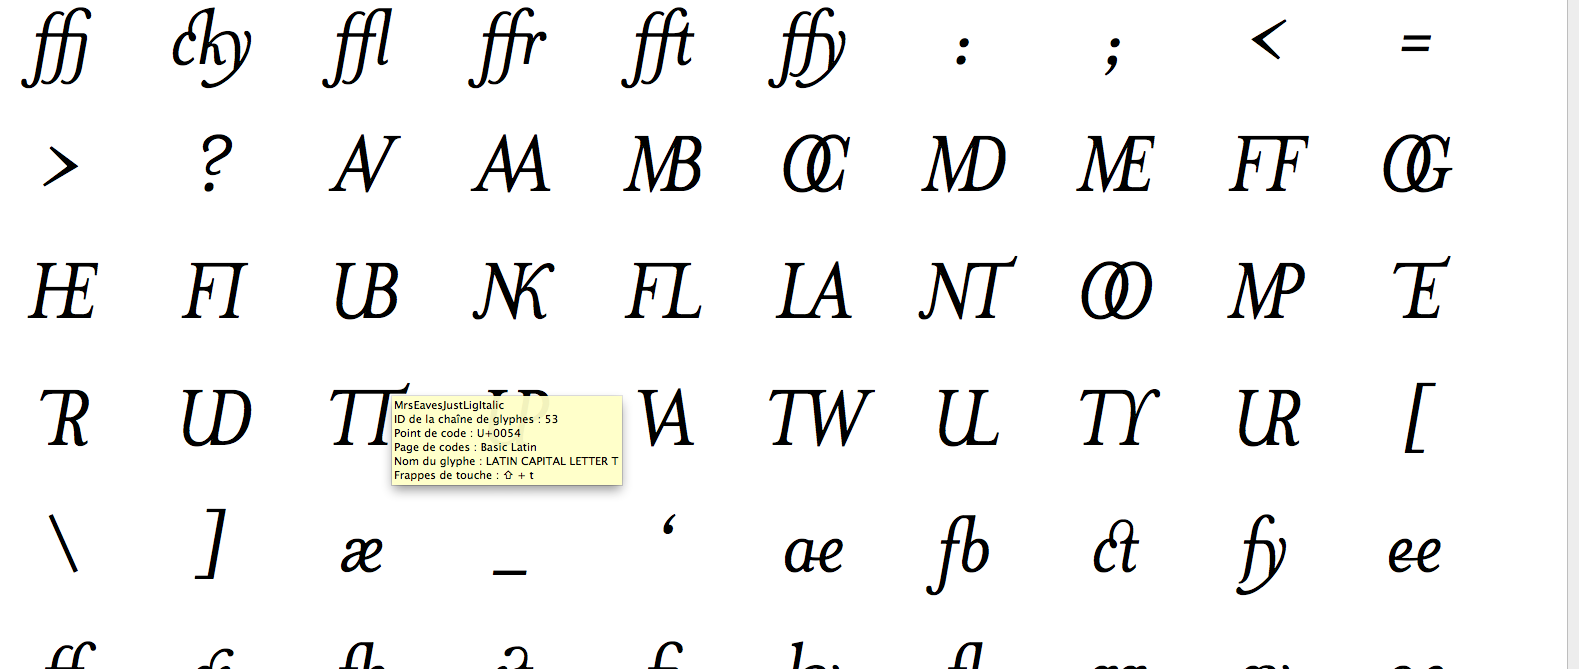 ffj cky ffl ffr fft ffy : ; < =
> ? AV AA MB OC MD ME FF OG
HE FI UB NK FL LA NT OO MP TE
TR UD TT VA TW UL TY UR [
MrsEavesJustLigItalic
ID de la chaîne de glyphes : 53
Point de code : U+0054
Page de codes : Basic Latin
Nom du glyphe : LATIN CAPITAL LETTER T
Frappes de touche : ⇧ + t
\ ] æ _ ‘ ae fb ct fy ee